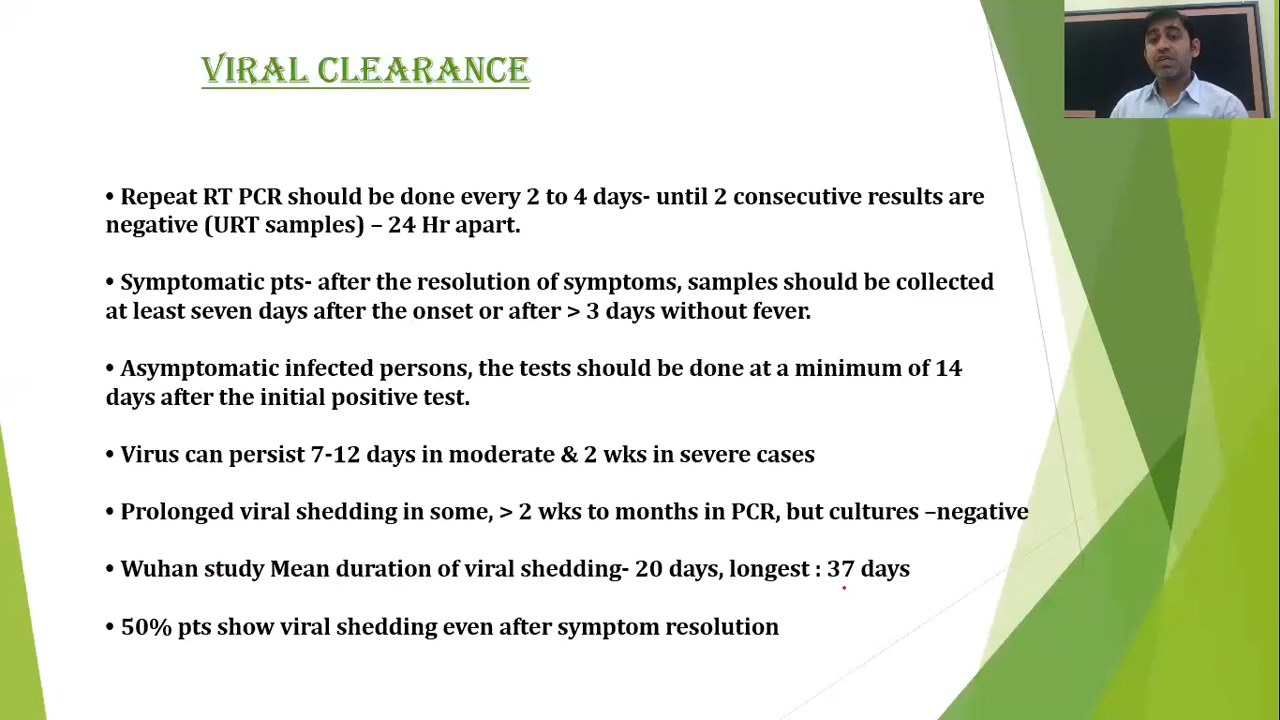 VIRAL CLEARANCE
• Repeat RT PCR should be done every 2 to 4 days- until 2 consecutive results are
negative (URT samples) – 24 Hr apart.
• Symptomatic pts- after the resolution of symptoms, samples should be collected
at least seven days after the onset or after > 3 days without fever.
• Asymptomatic infected persons, the tests should be done at a minimum of 14
days after the initial positive test.
• Virus can persist 7-12 days in moderate & 2 wks in severe cases
• Prolonged viral shedding in some, > 2 wks to months in PCR, but cultures –negative
• Wuhan study Mean duration of viral shedding- 20 days, longest : 37 days
• 50% pts show viral shedding even after symptom resolution